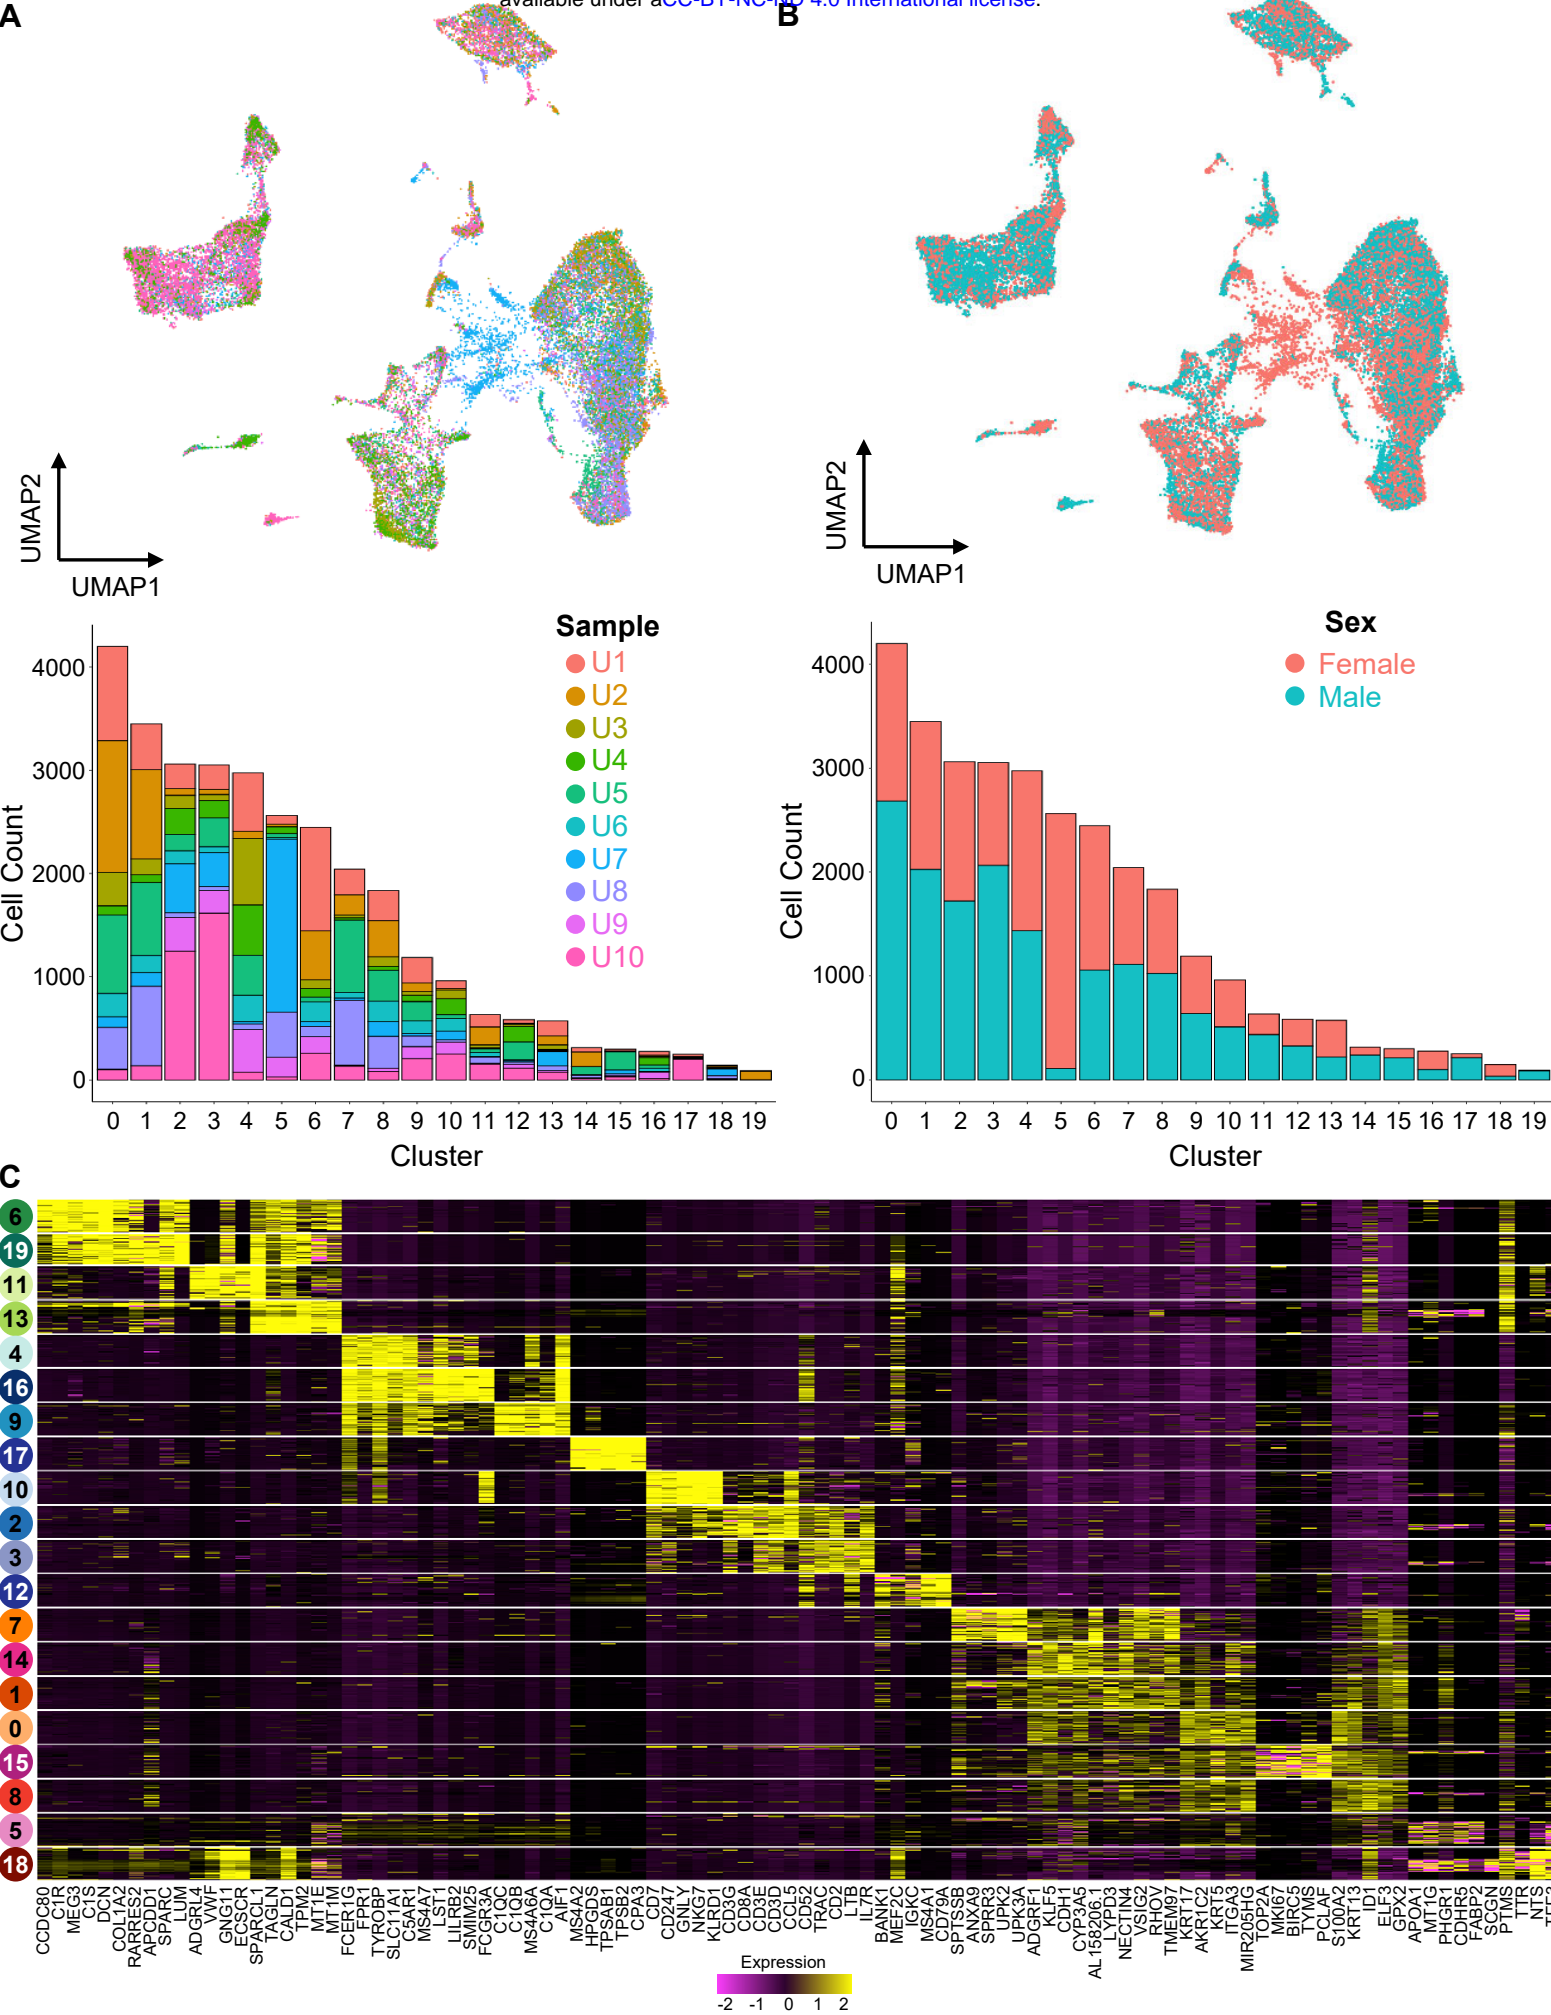 available under aCC-BY-NC-ND 4.0 International license.
A
B
UMAP2
UMAP1
UMAP2
UMAP1
Sample
U1
U2
U3
U4
U5
U6
U7
U8
U9
U10
Cell Count
4000
3000
2000
1000
0
0 1 2 3 4 5 6 7 8 9 10 11 12 13 14 15 16 17 18 19
Cluster
Sex
Female
Male
Cell Count
4000
3000
2000
1000
0
0 1 2 3 4 5 6 7 8 9 10 11 12 13 14 15 16 17 18 19
Cluster
C
6
19
11
13
4
16
9
17
10
2
3
12
7
14
1
0
15
8
5
18
CCDC80
C1R
MEG3
C1S
DCN
COL1A2
RARRES2
APCDD1
SPARC
LUM
ADGRL4
VWF
GNG11
ECSCR
SPARCL1
TAGLN
CALD1
TPM2
MT1E
MT1M
FCER1G
FPR1
TYROBP
SLC11A1
C5AR1
MS4A7
LST1
LILRB2
SMIM25
FCGR3A
C1QC
C1QB
MS4A6A
C1QA
AIF1
MS4A2
HPGDS
TPSAB1
TPSB2
CPA3
CD7
CD247
GNLY
NKG7
KLRD1
CD3G
CD8A
CD3E
CD3D
CCL5
CD52
TRAC
CD2
LTB
IL7R
BANK1
MEF2C
IGKC
MS4A1
CD79A
SPTSSB
ANXA9
SPRR3
UPK2
UPK3A
ADGRF1
KLF5
CDH1
CYP3A5
AL158206.1
LYPD3
NECTIN4
VSIG2
RHOV
TMEM97
KRT17
AKR1C2
KRT5
ITGA3
MIR205HG
TOP2A
MKI67
BIRC5
TYMS
PCLAF
S100A2
KRT13
ID1
ELF3
GPX2
APOA1
MT1G
PHGR1
CDHR5
FABP2
SCGN
PTMS
TTR
NTS
Expression
-2 -1 0 1 2